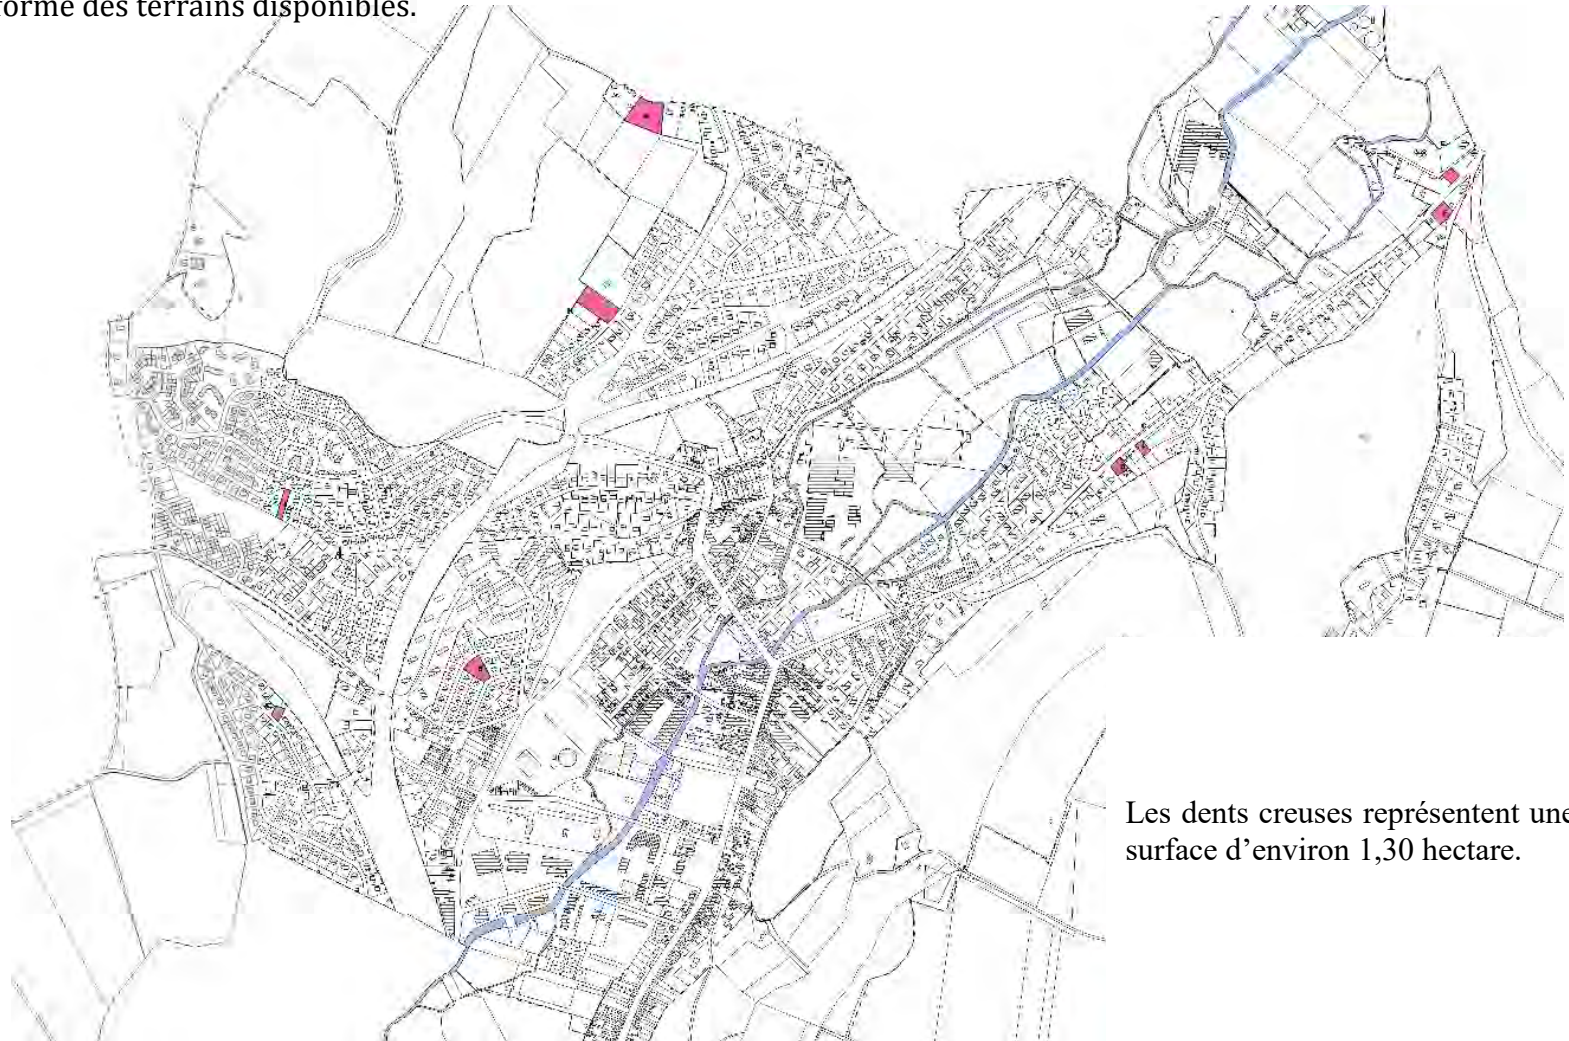 forme des terrains disponibles.
Les dents creuses représentent une
surface d'environ 1,30 hectare.